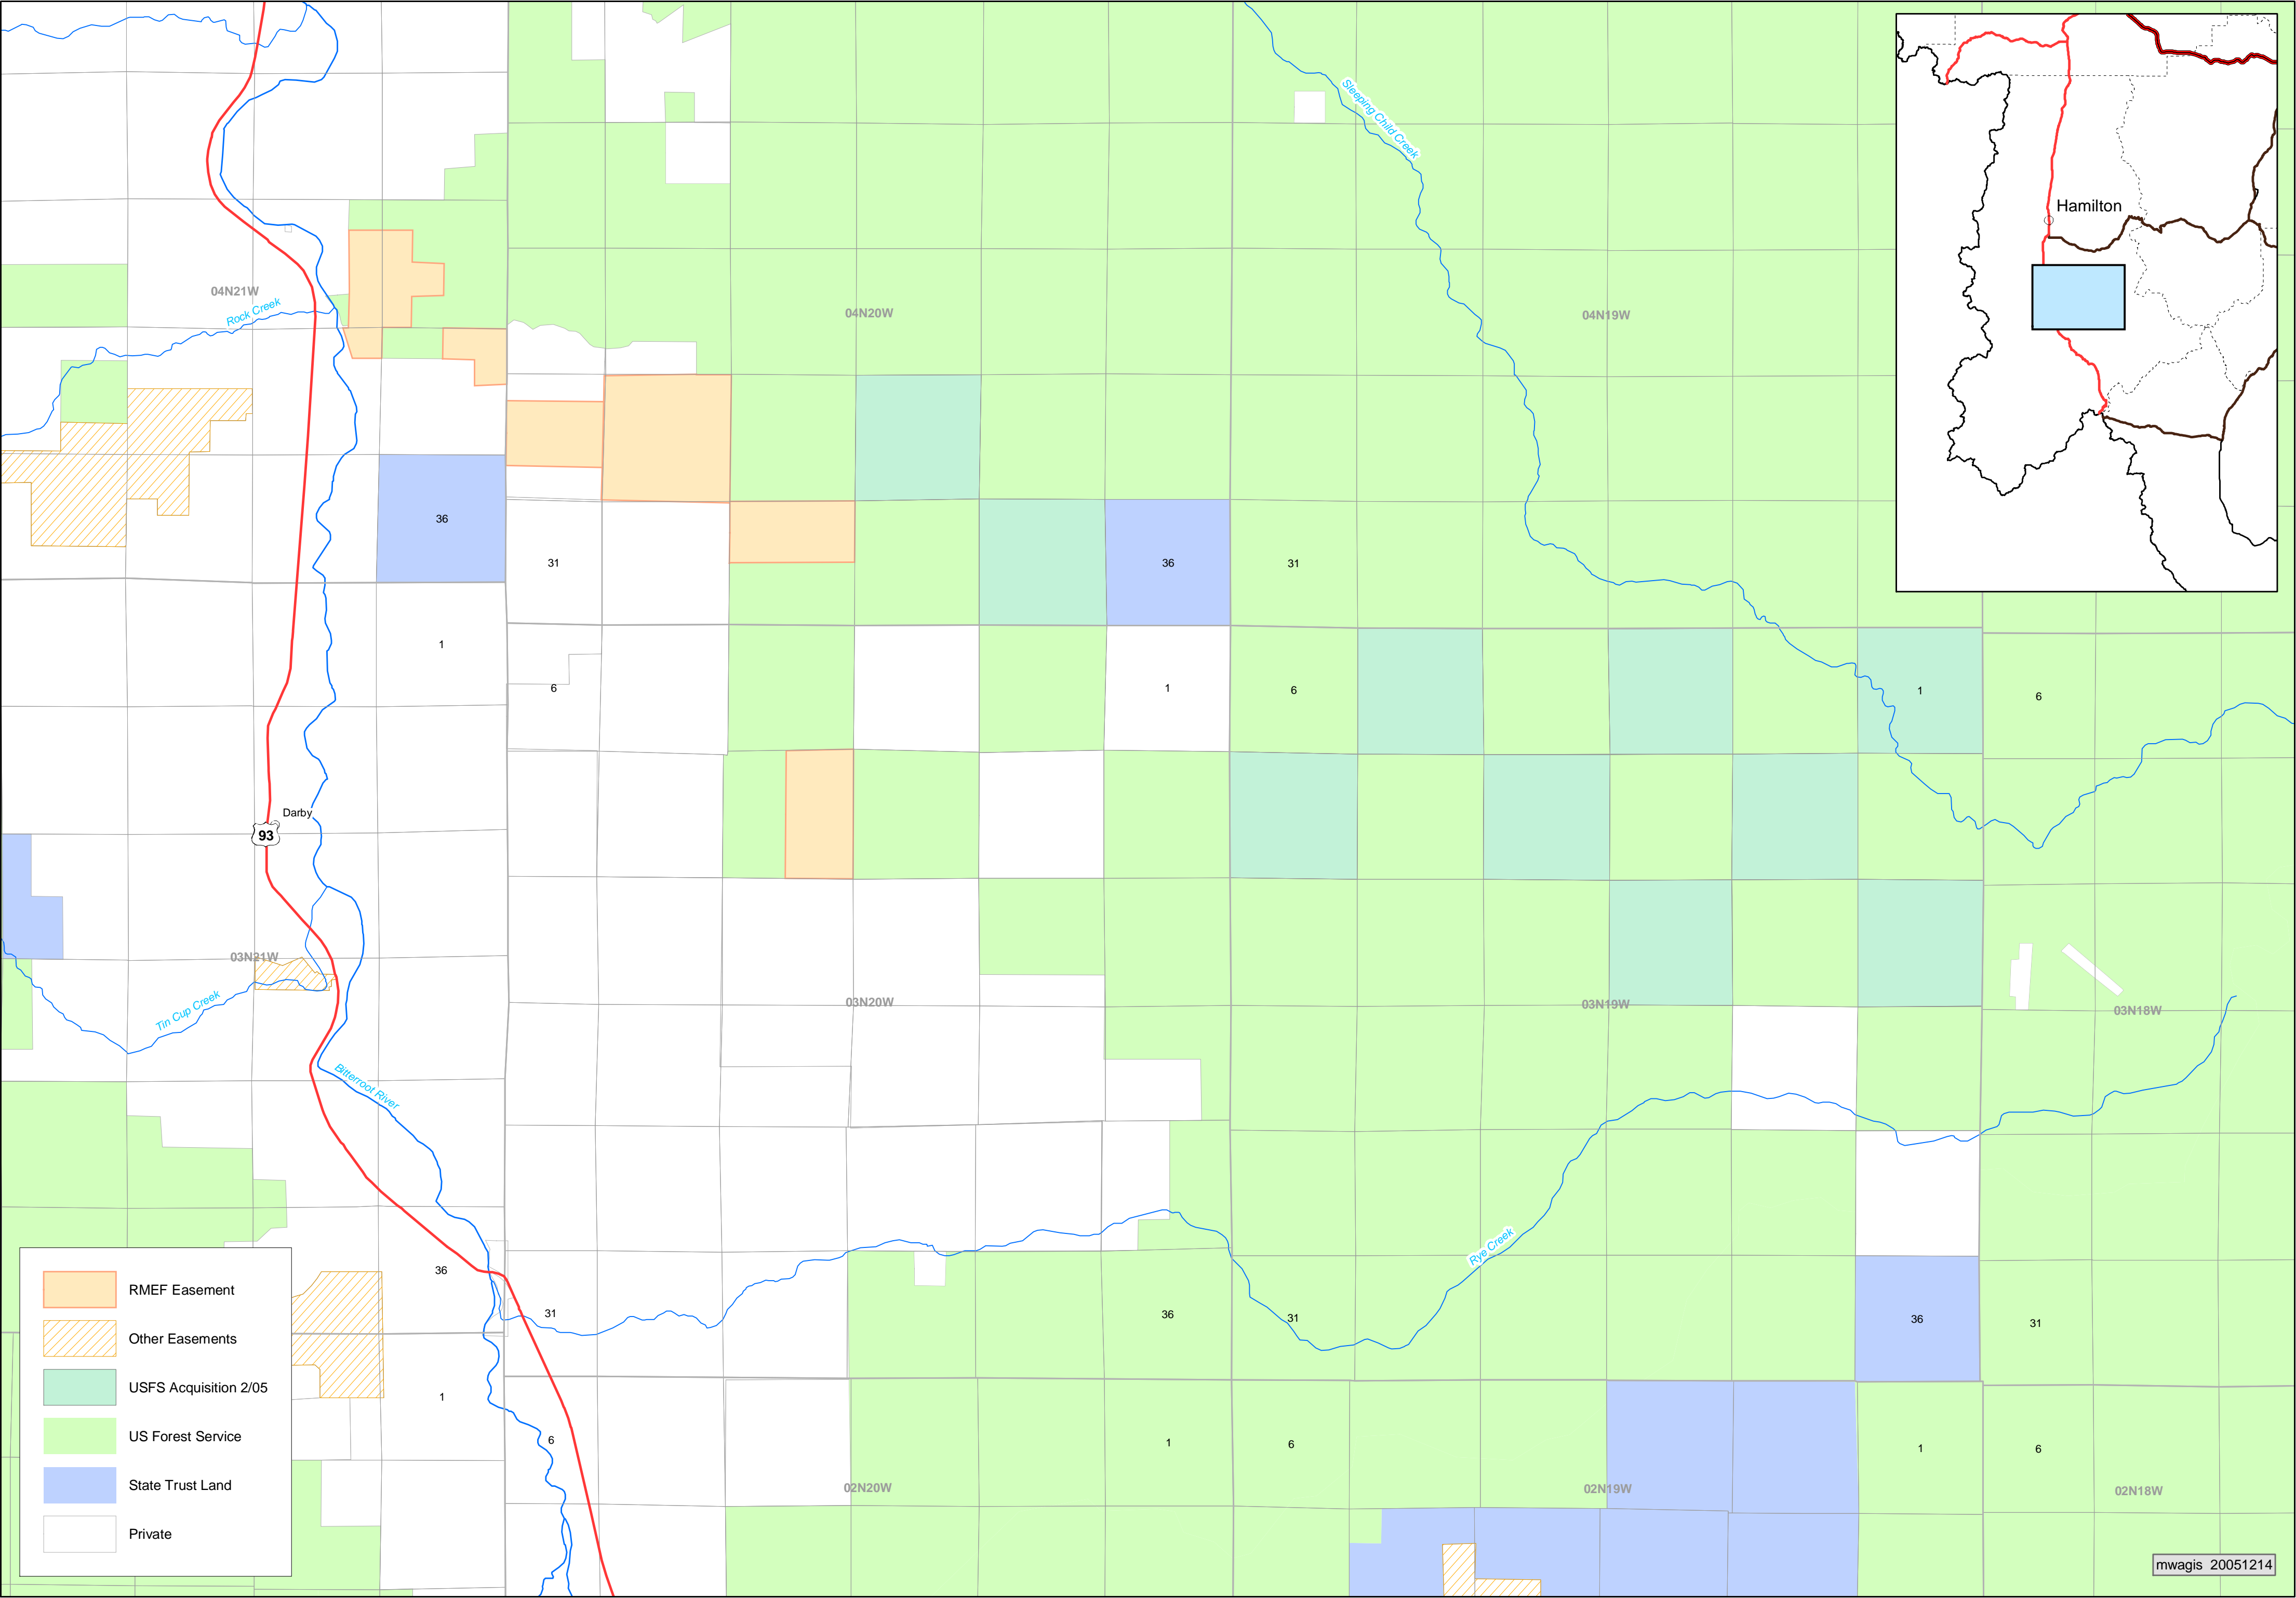 Sleeping Child Creek
Hamilton
04N21W
Rock Creek
04N20W
04N19W
36
31
36
31
1
6
1
6
1
6
Darby
93
03N21W
Tin Cup Creek
03N20W
03N19W
03N18W
Bitterroot River
Rye Creek
36
31
36
31
36
31
1
6
1
6
1
6
02N20W
02N19W
02N18W
RMEF Easement
Other Easements
USFS Acquisition 2/05
US Forest Service
State Trust Land
Private
mwagis 20051214